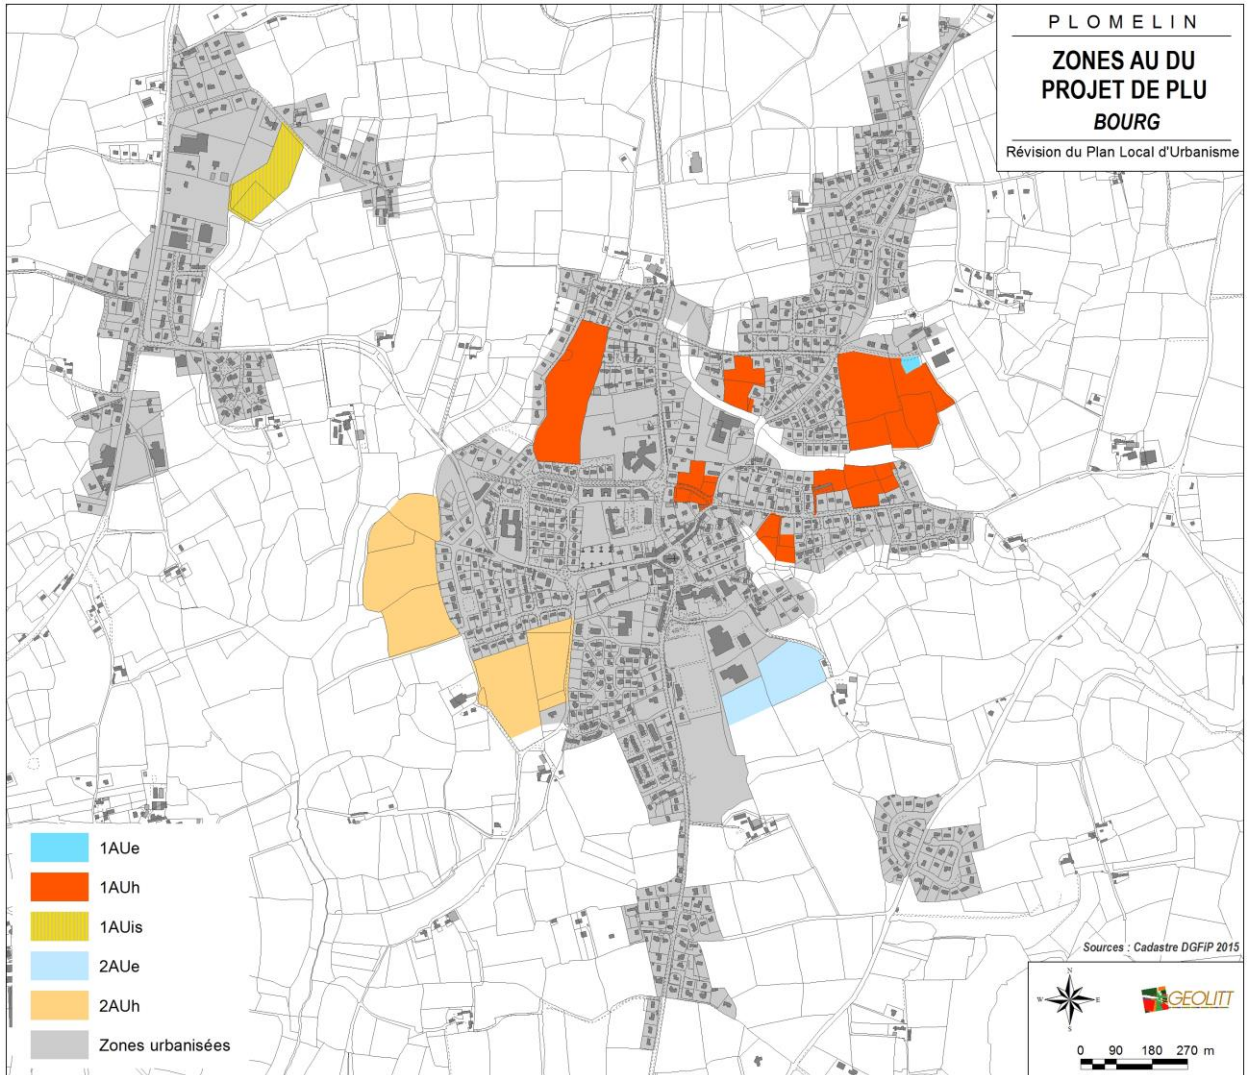 PLOMELIN
ZONES AU DU
PROJET DE PLU
BOURG
Révision du Plan Local d'Urbanisme
1AUe
1AUh
1AUis
2AUe
2AUh
Zones urbanisées
Sources : Cadastre DGFiP 2015
N
W E
S
GEOLITT
0 90 180 270 m